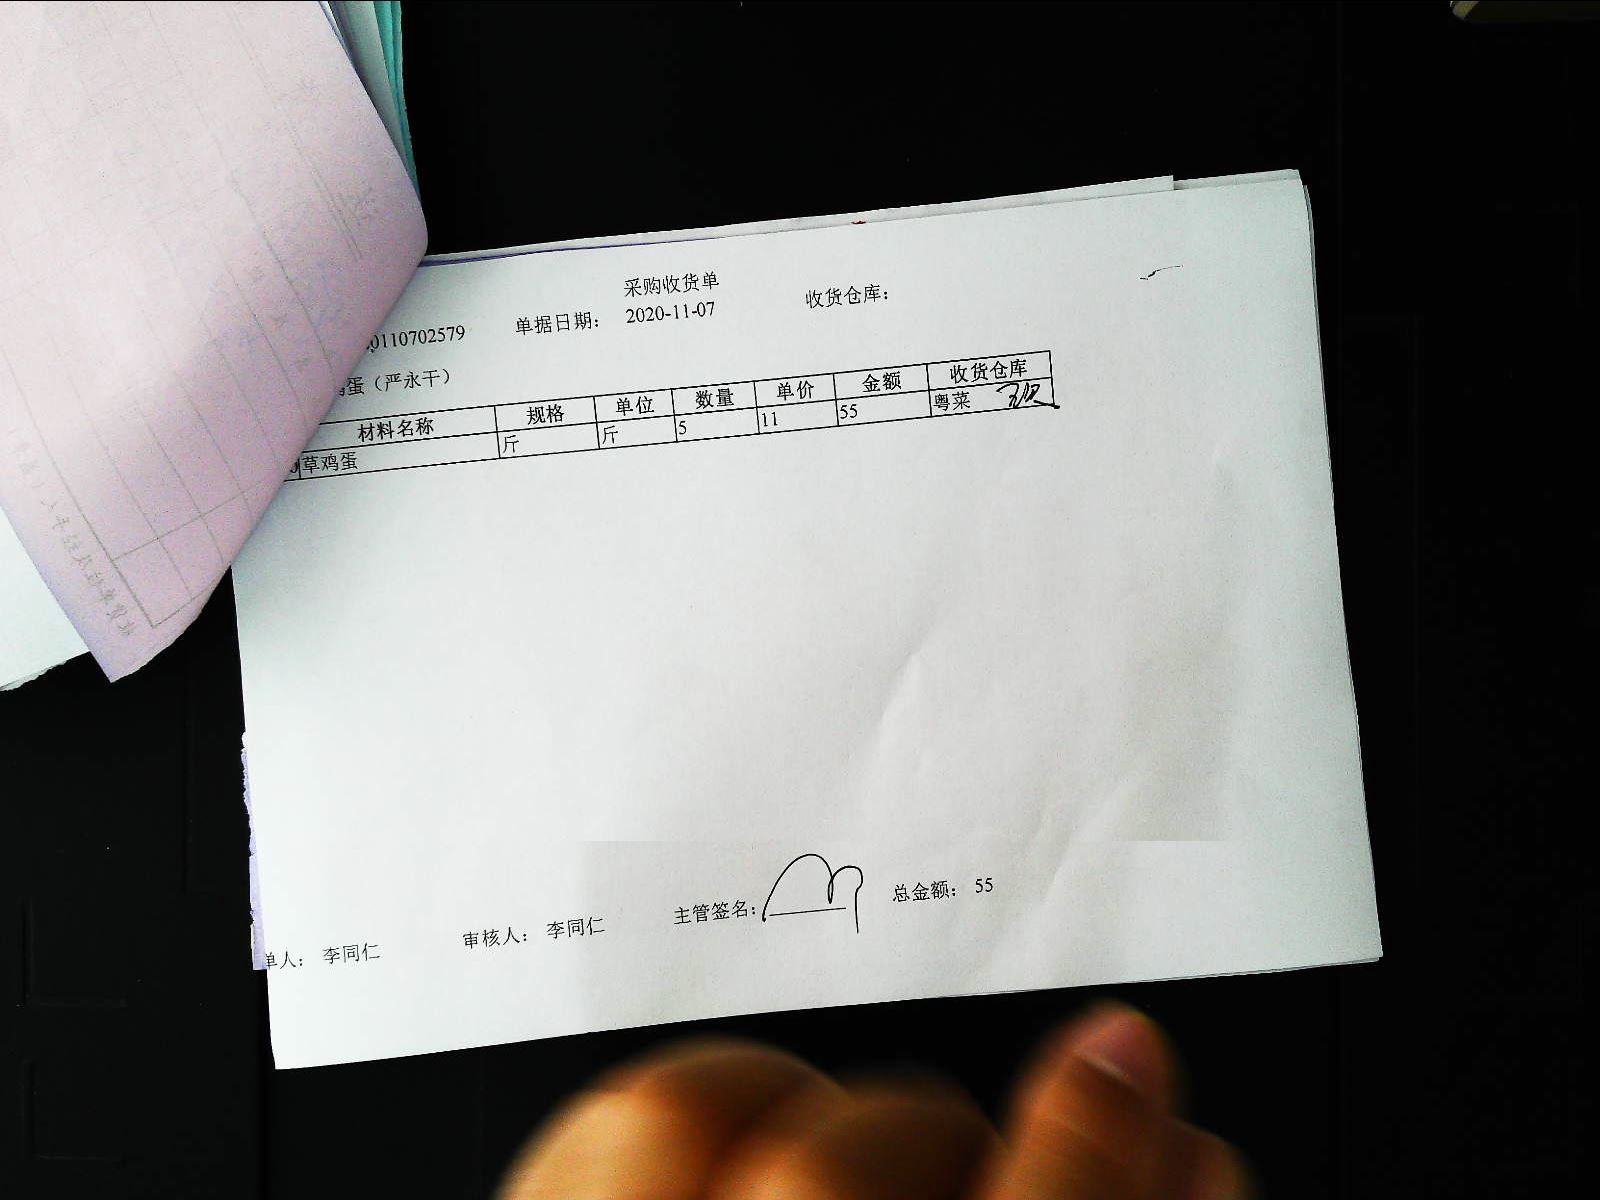 采购收货单
0110702579 单据日期： 2020-11-07 收货仓库：
蛋（严永干）
材料名称 规格 单位 数量 单价 金额 收货仓库
草鸡蛋 斤 斤 5 11 55 粤菜
单人： 李同仁 审核人： 李同仁 主管签名： 总金额： 55